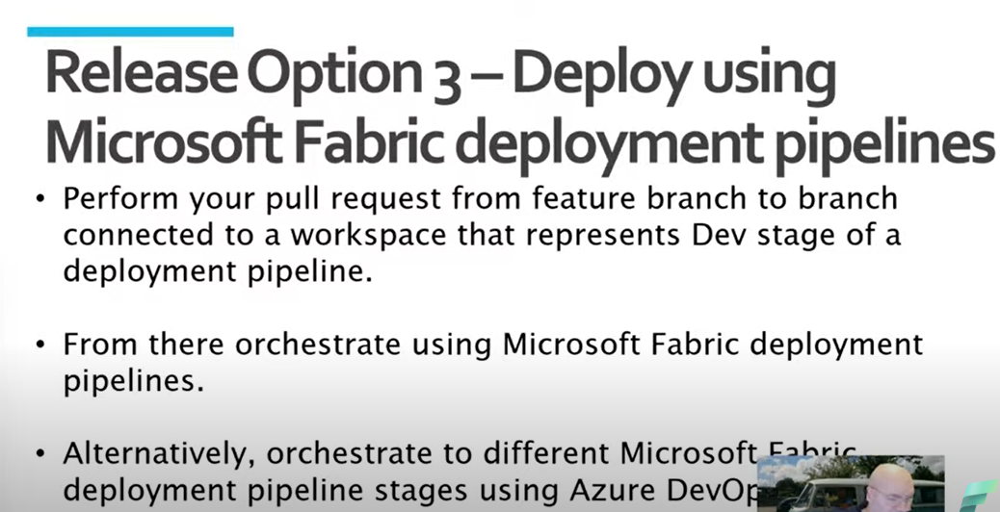 Release Option 3 – Deploy using
Microsoft Fabric deployment pipelines
• Perform your pull request from feature branch to branch
connected to a workspace that represents Dev stage of a
deployment pipeline.
• From there orchestrate using Microsoft Fabric deployment
pipelines.
• Alternatively, orchestrate to different Microsoft Fabric
deployment pipeline stages using Azure